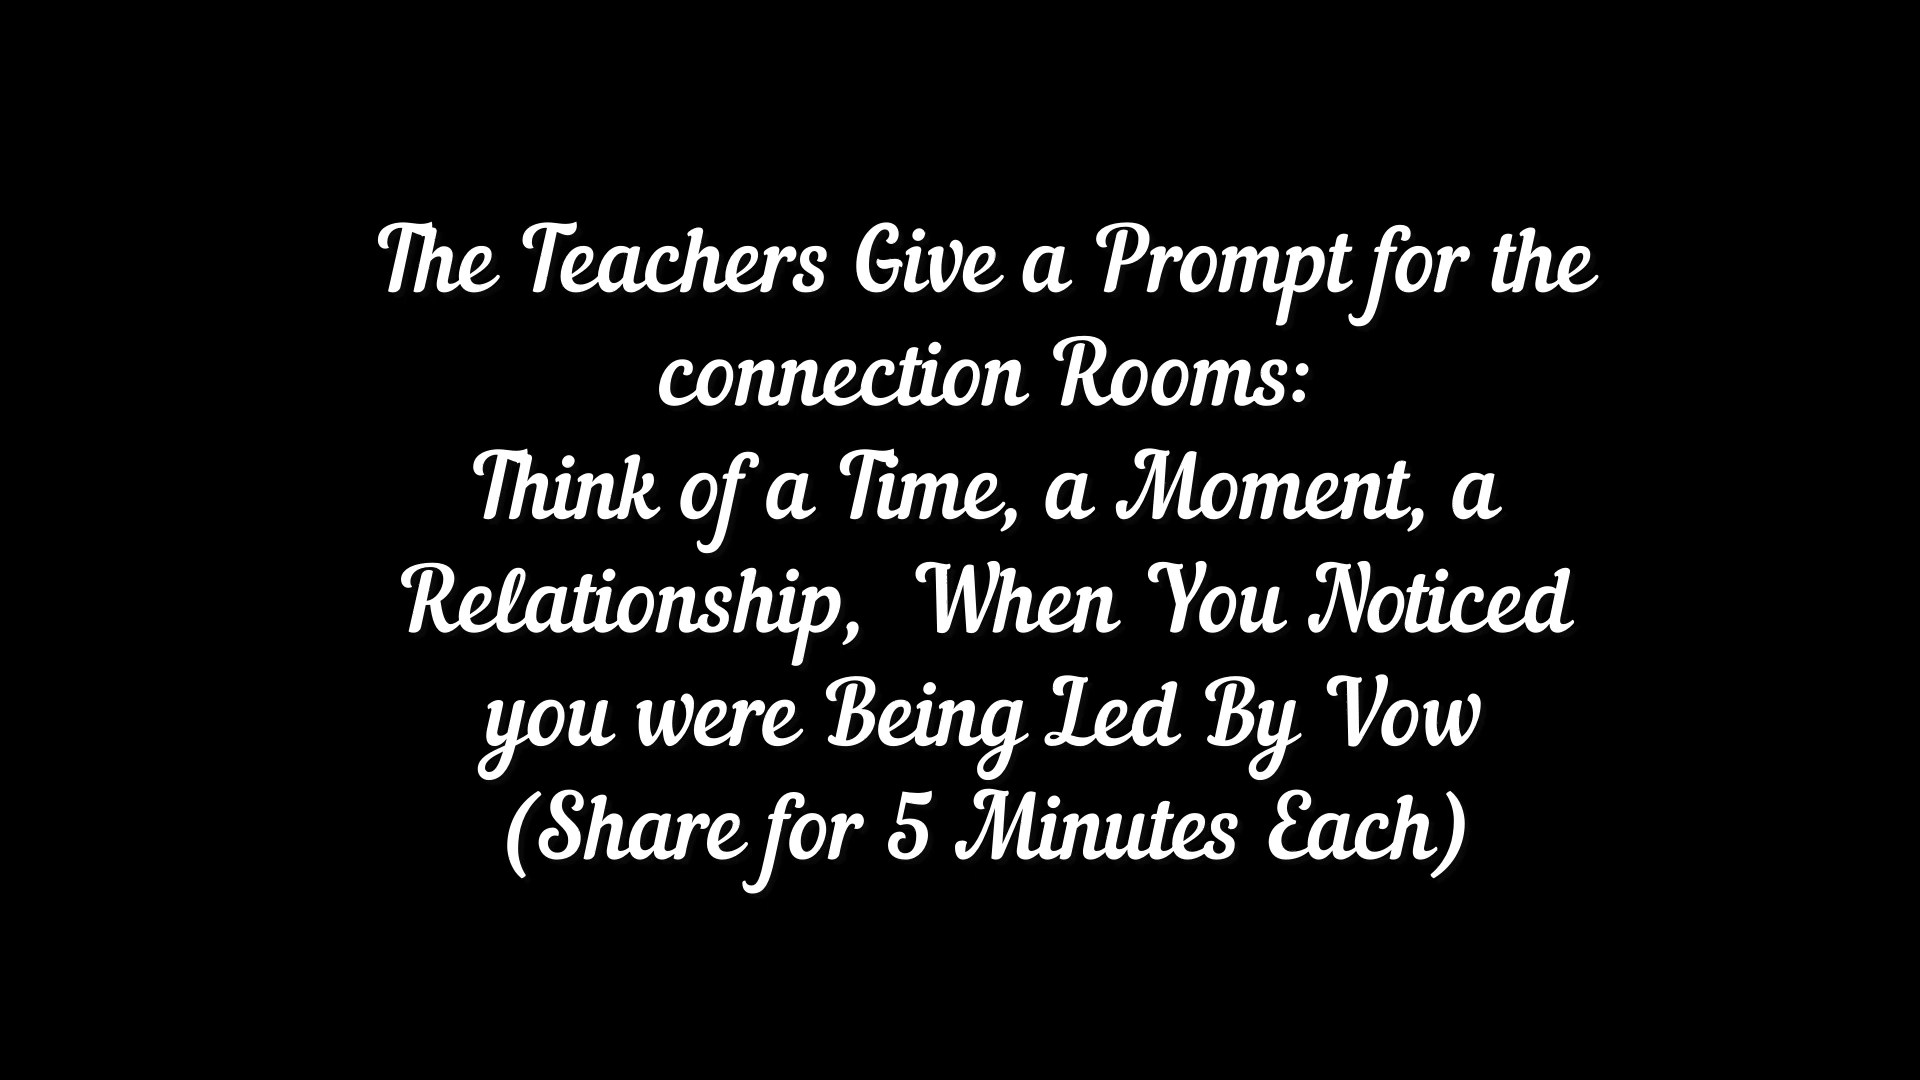 The Teachers Give a Prompt for the
connection Rooms:
Think of a Time, a Moment, a
Relationship,  When You Noticed
you were Being Led By Vow
(Share for 5 Minutes Each)